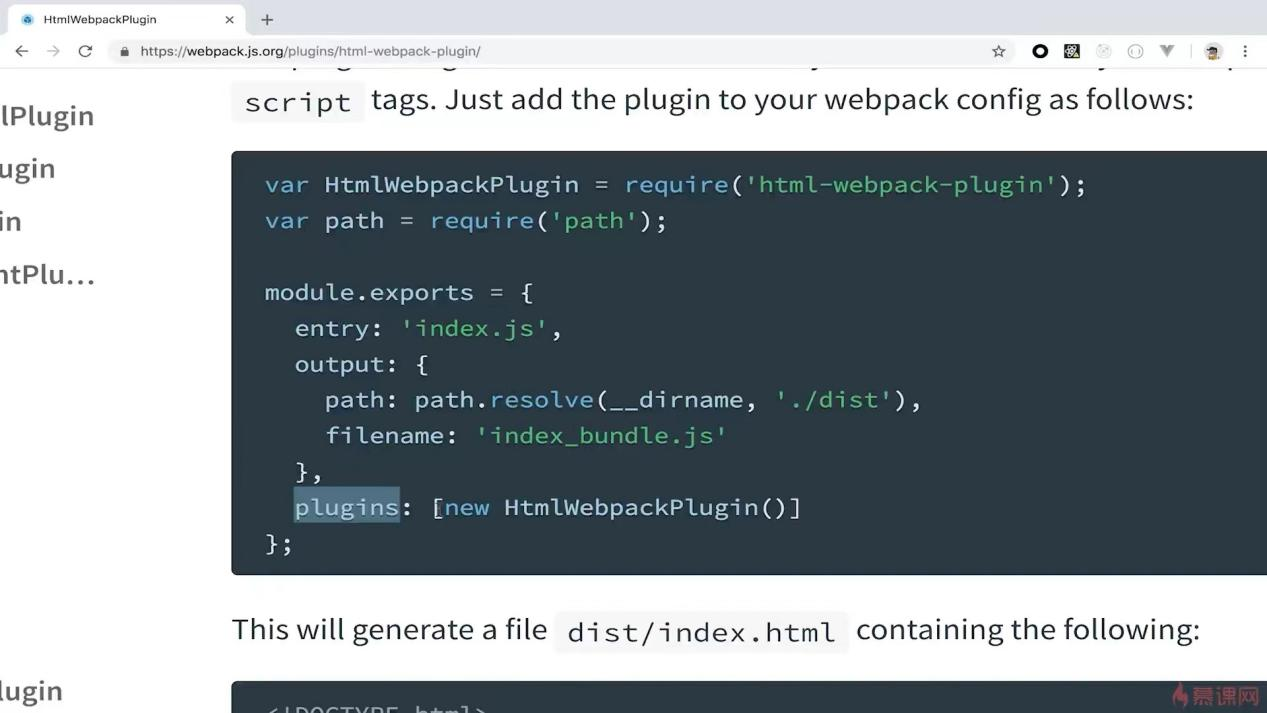 HtmlWebpackPlugin
https://webpack.js.org/plugins/html-webpack-plugin/
script tags. Just add the plugin to your webpack config as follows:
lPlugin
ugin
in
ntPlu...
var HtmlWebpackPlugin = require('html-webpack-plugin');
var path = require('path');
module.exports = {
entry: 'index.js',
output: {
path: path.resolve(__dirname, './dist'),
filename: 'index_bundle.js'
},
plugins: [new HtmlWebpackPlugin()]
};
This will generate a file dist/index.html containing the following:
lugin
<!DOCTYPE html>
慕课网